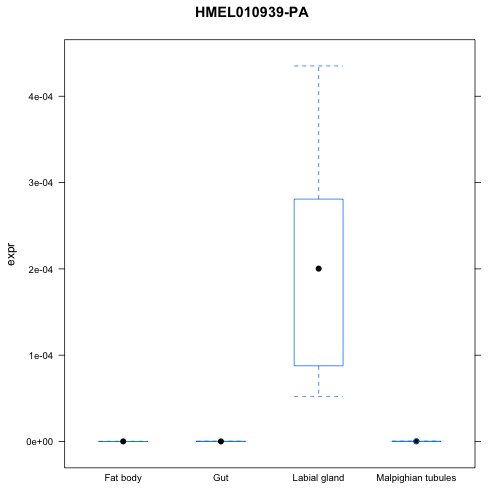 HMEL010939-PA
expr
4e-04
3e-04
2e-04
1e-04
0e+00
Fat body
Gut
Labial gland
Malpighian tubules